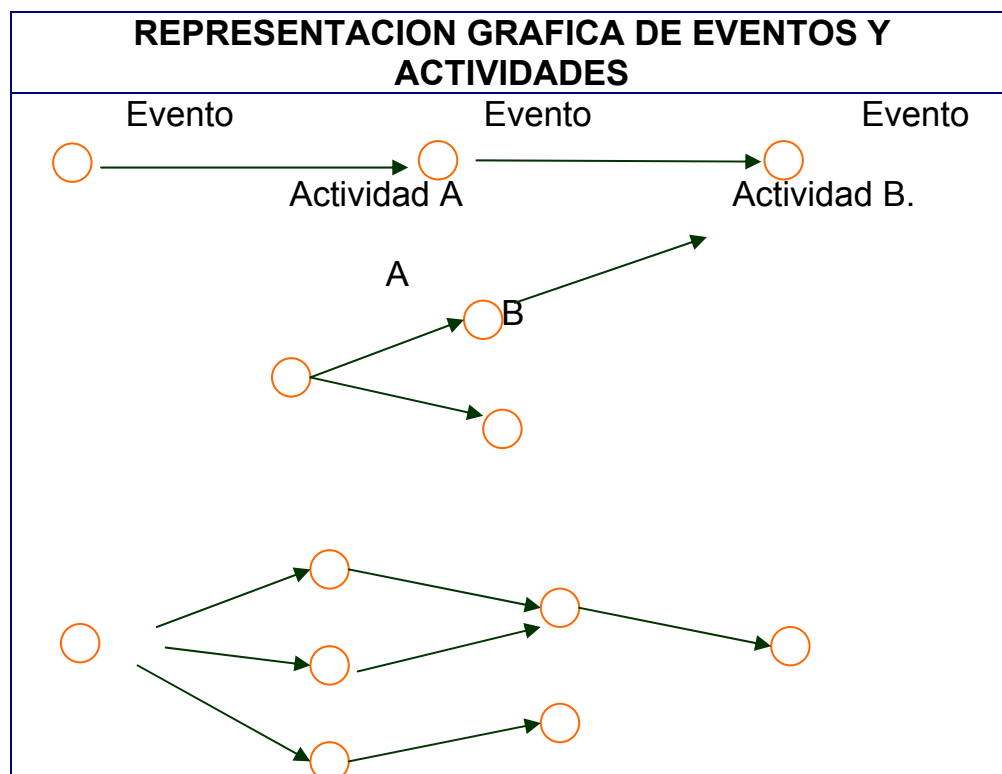 REPRESENTACION GRAFICA DE EVENTOS Y
ACTIVIDADES
Evento Evento Evento
Actividad A Actividad B.
A
B